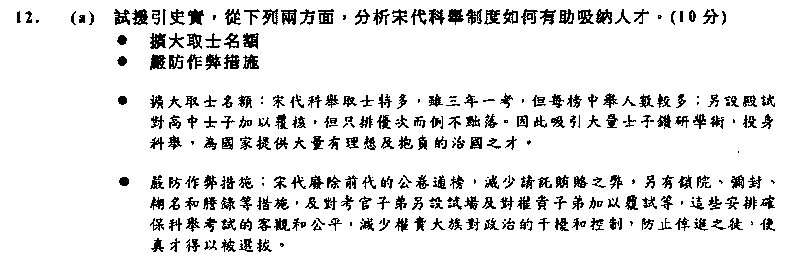 12. (a) 試援引史實，從下列兩方面，分析宋代科舉制度如何有助吸納人才。(10 分)
● 擴大取士名額
● 嚴防作弊措施
● 擴大取士名額：宋代科舉取士特多，雖三年一考，但每榜中舉人數較多；另設殿試
對高中士子加以覆核，但只排優次而例不黜落。因此吸引大量士子鑽研學術，投身
科舉，為國家提供大量有理想及抱負的治國之才。
● 嚴防作弊措施：宋代廢除前代的公卷通榜，減少請託賄賂之弊，另有鎖院、彌封、
糊名和謄錄等措施，及對考官子弟另設試場及對權貴子弟加以覆試等，這些安排確
保科舉考試的客觀和公平，減少權貴大族對政治的干擾和控制，防止倖進之徒，使
真才得以被選拔。